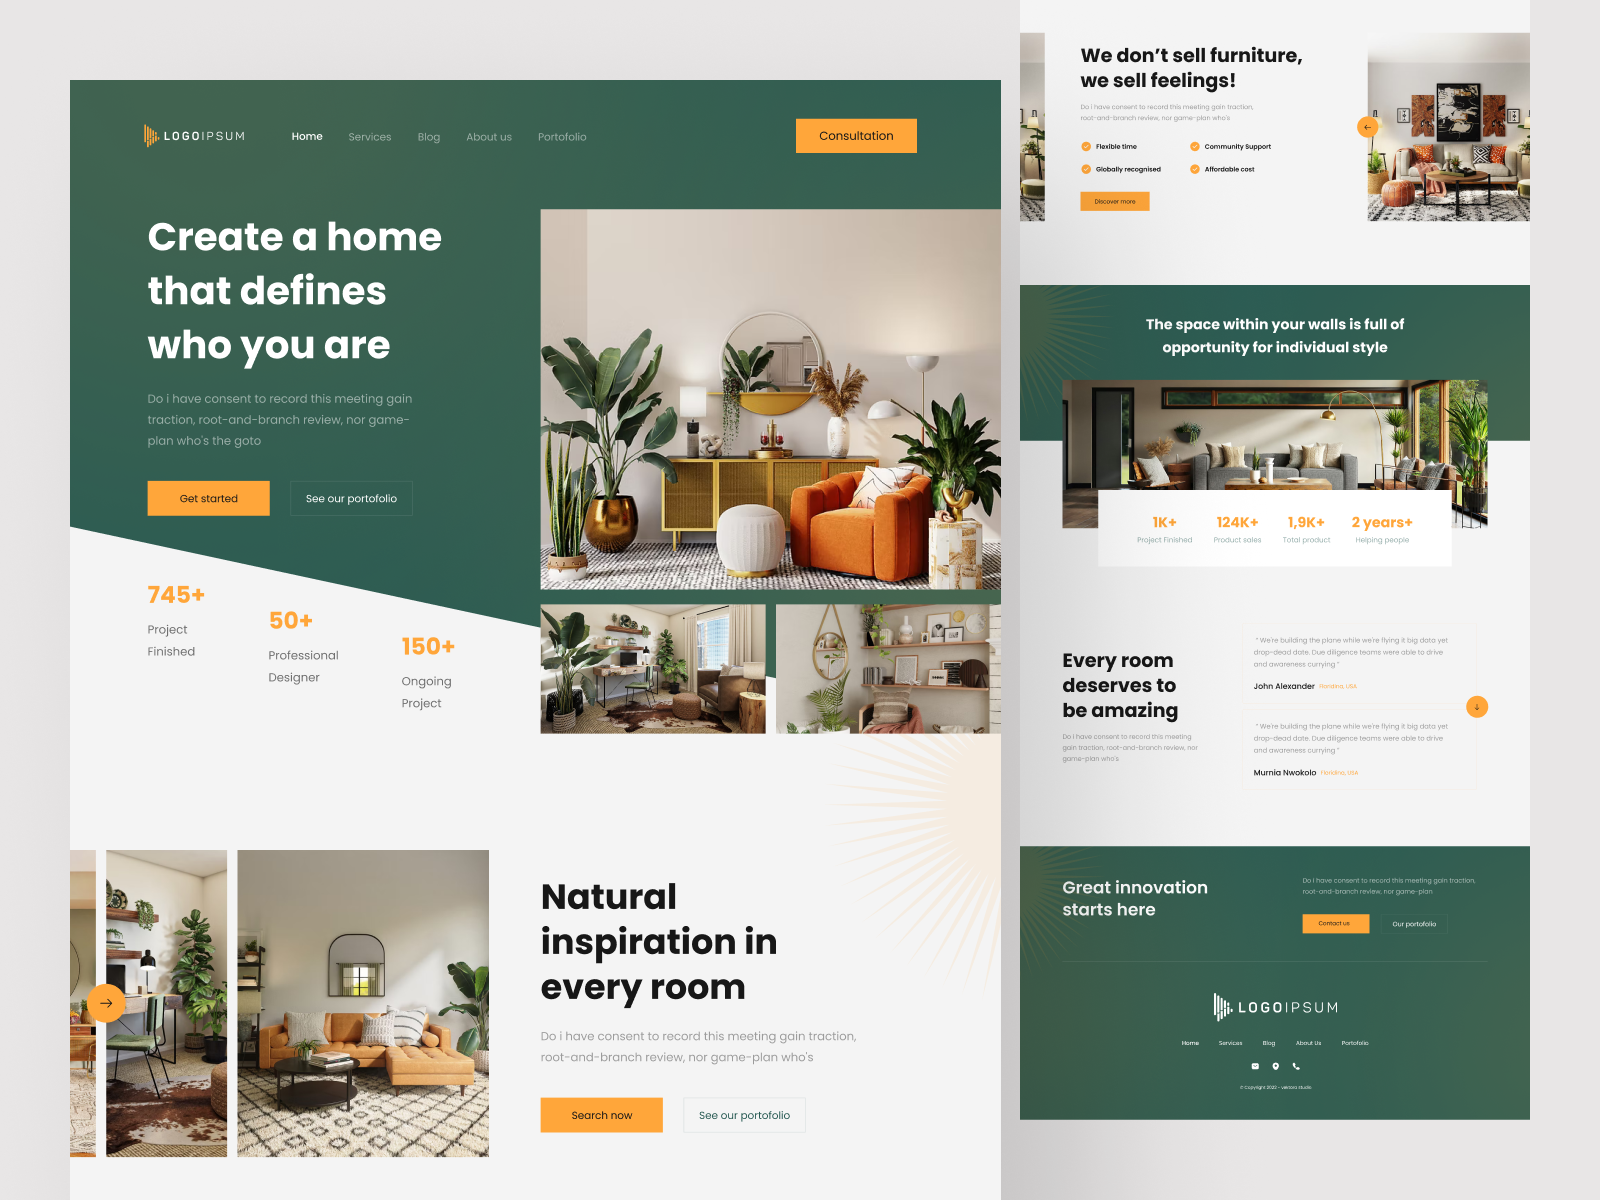 LOGOIPSUM
Home Services Blog About us Portofolio
Consultation
Create a home
that defines
who you are
Do i have consent to record this meeting gain
traction, root-and-branch review, nor game-
plan who's the goto
Get started
See our portofolio
745+
Project
Finished
50+
Professional
Designer
150+
Ongoing
Project
Natural
inspiration in
every room
Do i have consent to record this meeting gain traction,
root-and-branch review, nor game-plan who's
Search now
See our portofolio
We don't sell furniture,
we sell feelings!
Do i have consent to record this meeting gain traction,
root-and-branch review, nor game-plan who's
Flexible time
Community Support
Globally recognised
Affordable cost
Discover more
The space within your walls is full of
opportunity for individual style
1K+
Project Finished
124K+
Product sales
1,9K+
Total product
2 years+
Helping people
Every room
deserves to
be amazing
Do i have consent to record this meeting
gain traction, root-and-branch review, nor
game-plan who's
" We're building the plane while we're flying it big data yet
drop-dead date. Due diligence teams were able to drive
and awareness currying "
John Alexander Floridina, USA
" We're building the plane while we're flying it big data yet
drop-dead date. Due diligence teams were able to drive
and awareness currying "
Murnia Nwokolo Floridina, USA
Great innovation
starts here
Do i have consent to record this meeting gain traction,
root-and-branch review, nor game-plan
Contact us
Our portofolio
LOGOIPSUM
Home Services Blog About Us Portofolio
© Copyright 2023 - vektora studio